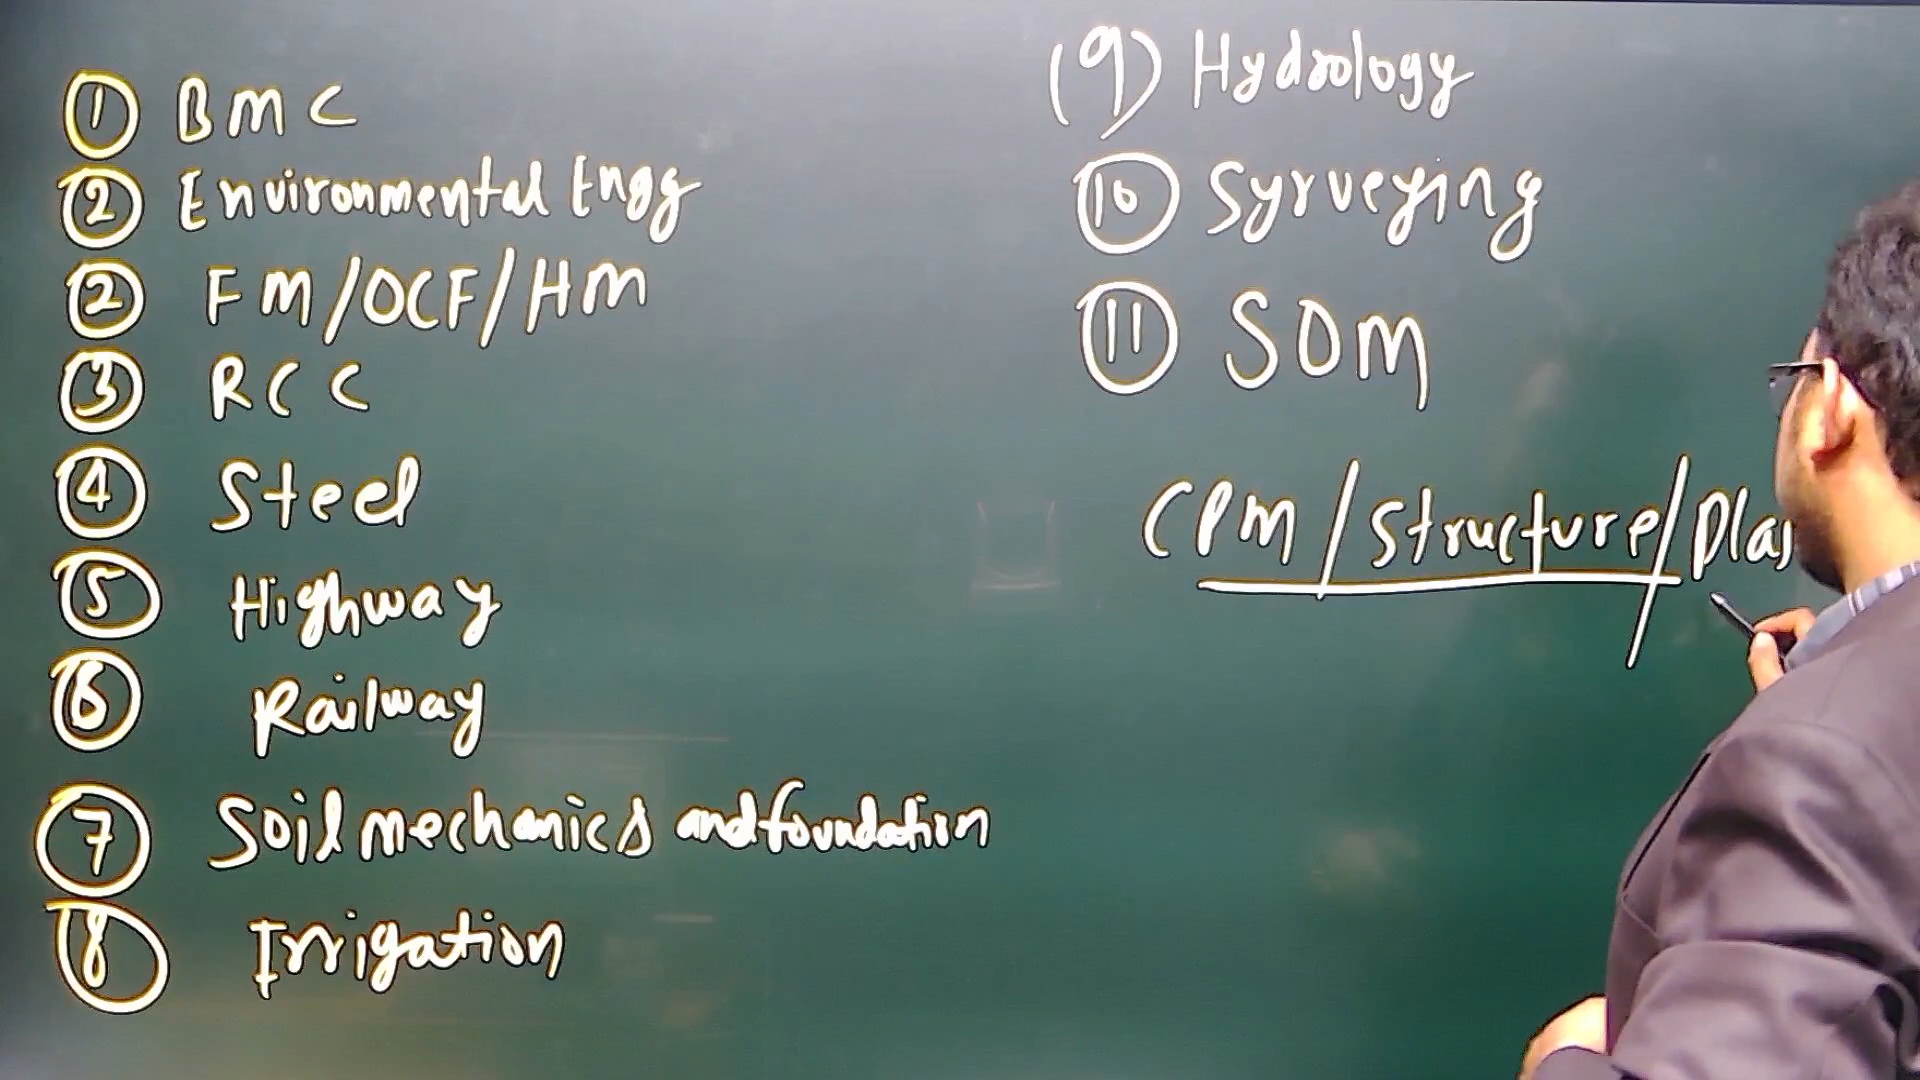 ① BMC
② Environmental Engg
② FM/OCF/HM
③ RCC
④ Steel
⑤ Highway
⑥ Railway
⑦ Soil mechanics and foundation
⑧ Irrigation
(9) Hydrology
⑩ Syrveying
⑪ SOM
CPM/Structure/